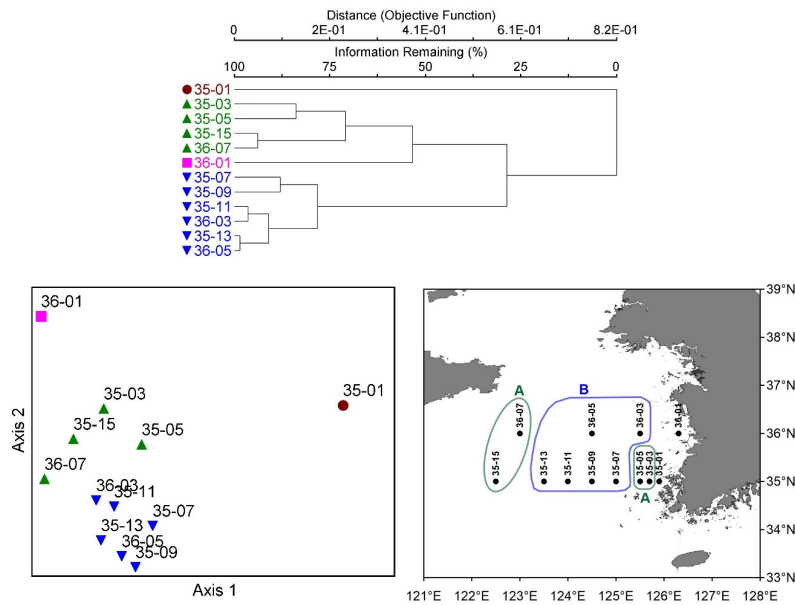 Distance (Objective Function)
0 2E-01 4.1E-01 6.1E-01 8.2E-01
Information Remaining (%)
100 75 50 25 0
35-01
35-03
35-05
35-15
36-07
36-01
35-07
35-09
35-11
36-03
35-13
36-05
36-01
35-01
35-03
35-15
35-05
36-07
36-03
35-11
35-07
35-13
36-05
35-09
Axis 2
Axis 1
39°N
38°N
37°N
36°N
35°N
34°N
33°N
A
B
36-07
36-05
36-03
36-01
35-15
35-13
35-11
35-09
35-07
35-05
35-03
35-01
A
121°E 122°E 123°E 124°E 125°E 126°E 127°E 128°E